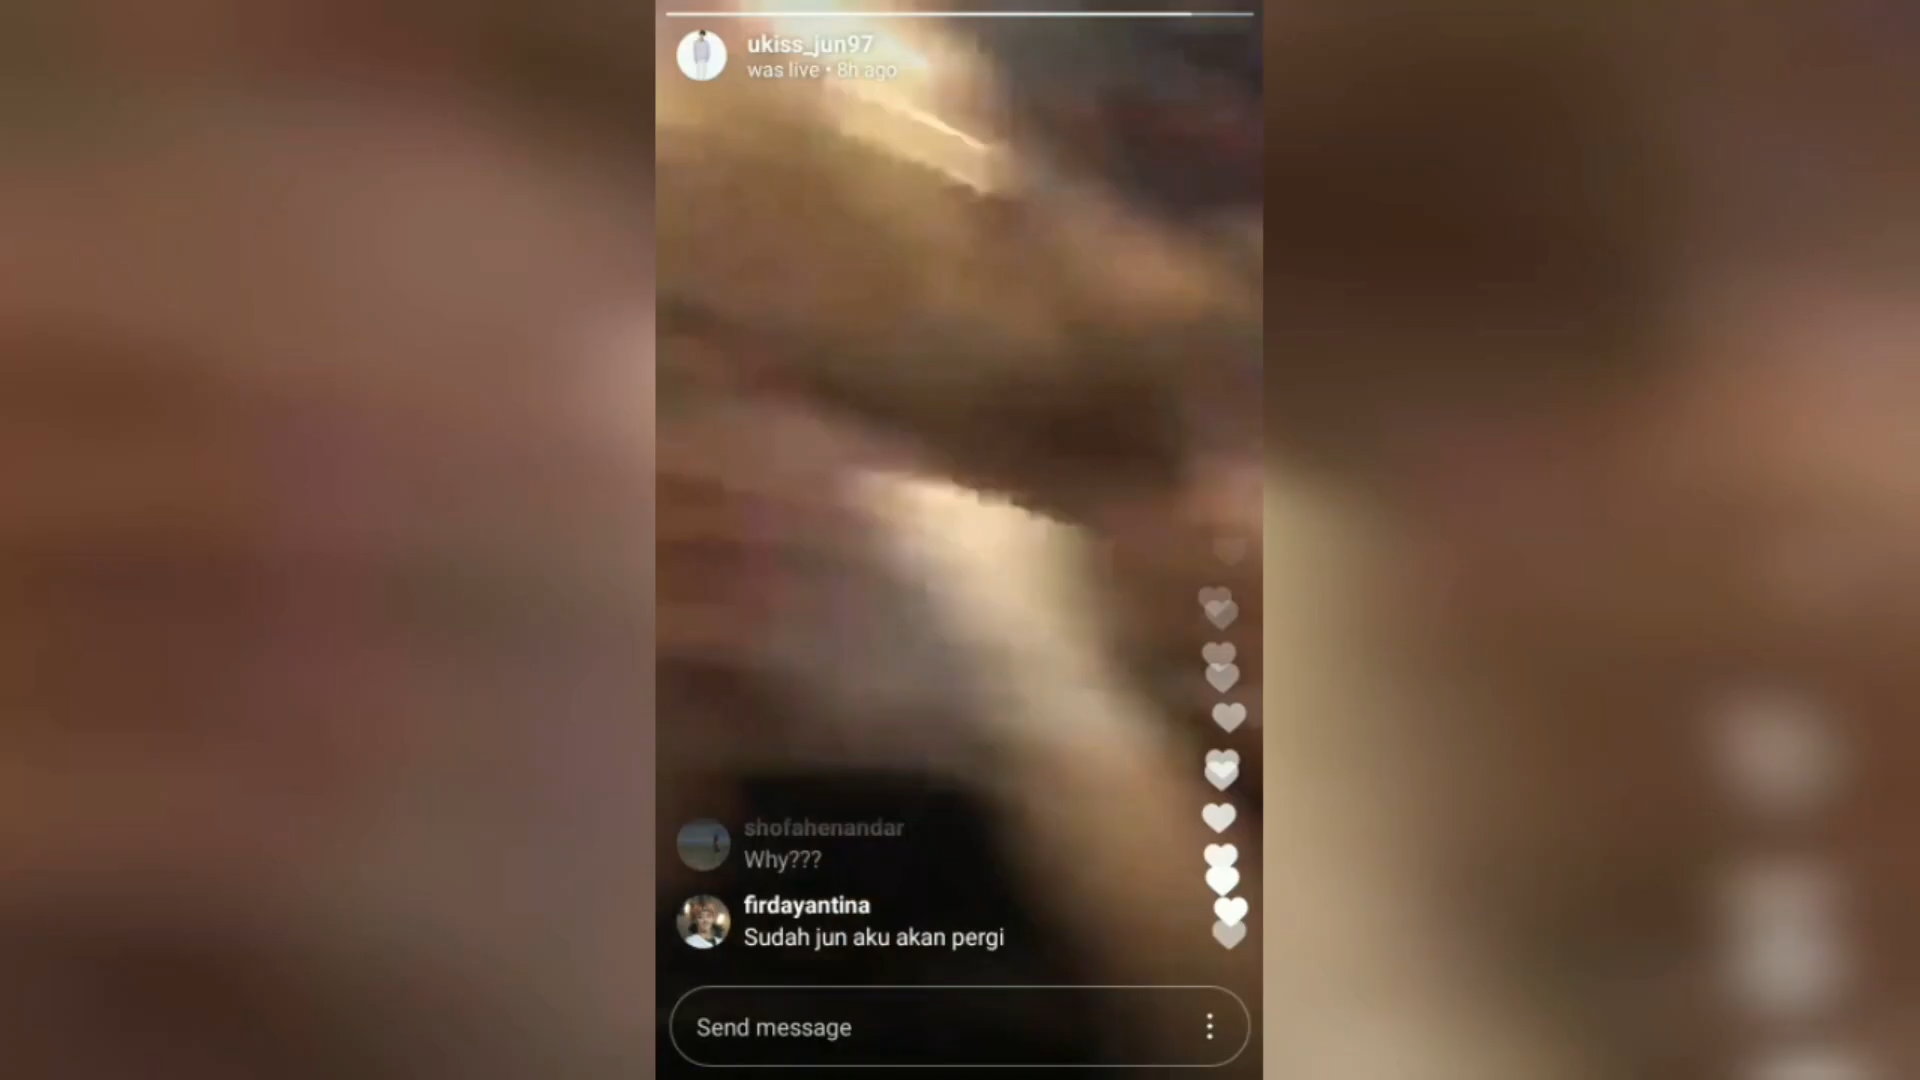 ukiss_jun97
was live • 8h ago
shofahenandar
Why???
firdayantina
Sudah jun aku akan pergi
Send message